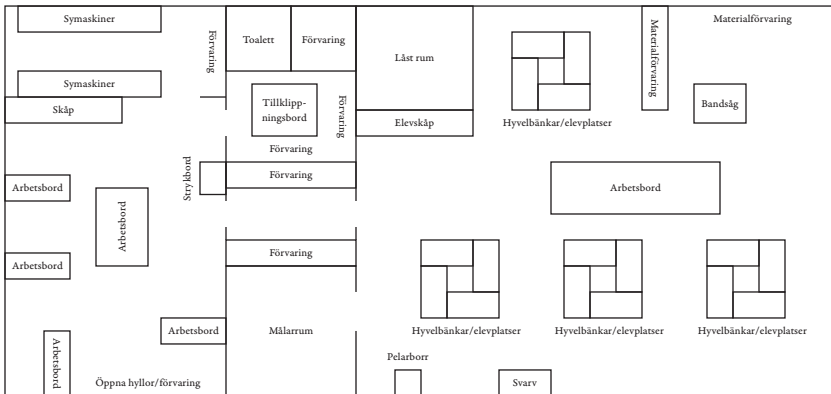 Symaskiner
Förvaring
Toalett
Förvaring
Låst rum
Materialförvaring
Materialförvaring
Symaskiner
Skåp
Tillklipp-
ningsbord
Förvaring
Elevskåp
Hyvelbänkar/elevplatser
Bandsåg
Förvaring
Strykbord
Förvaring
Arbetsbord
Arbetsbord
Arbetsbord
Arbetsbord
Förvaring
Arbetsbord
Målarrum
Hyvelbänkar/elevplatser
Hyvelbänkar/elevplatser
Hyvelbänkar/elevplatser
Arbetsbord
Pelarborr
Öppna hyllor/förvaring
Svarv